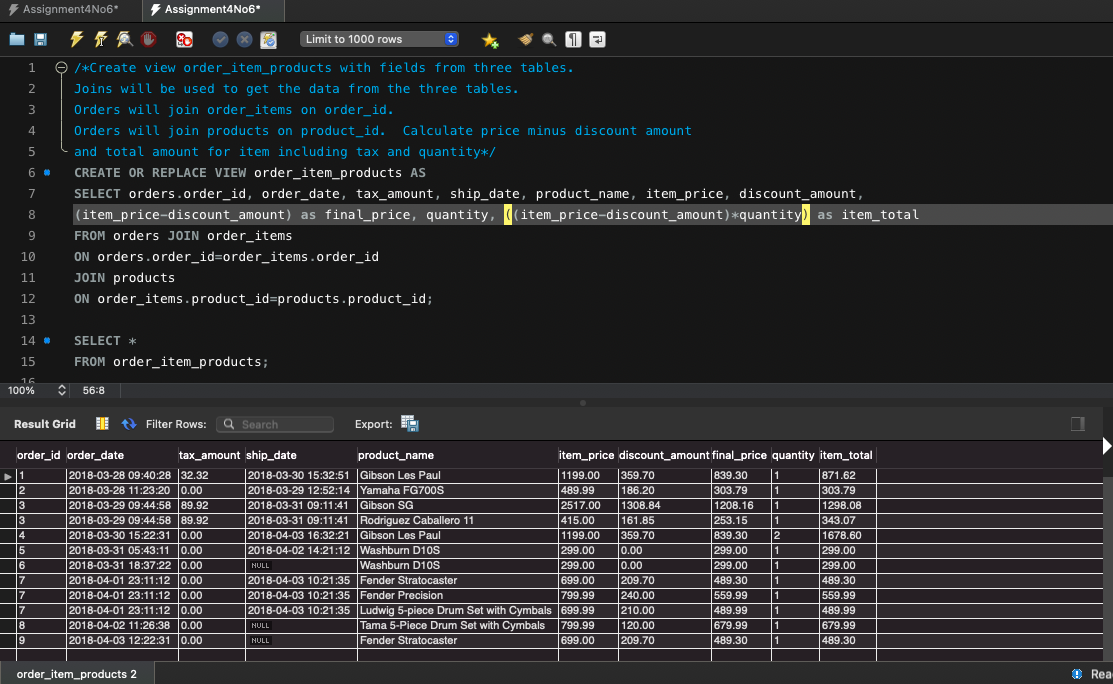 Assignment4No6*
Assignment4No6*
Limit to 1000 rows
1 /*Create view order_item_products with fields from three tables.
2 Joins will be used to get the data from the three tables.
3 Orders will join order_items on order_id.
4 Orders will join products on product_id.  Calculate price minus discount amount
5 and total amount for item including tax and quantity*/
6 CREATE OR REPLACE VIEW order_item_products AS
7 SELECT orders.order_id, order_date, tax_amount, ship_date, product_name, item_price, discount_amount,
8 (item_price-discount_amount) as final_price, quantity, ((item_price-discount_amount)*quantity) as item_total
9 FROM orders JOIN order_items
10 ON orders.order_id=order_items.order_id
11 JOIN products
12 ON order_items.product_id=products.product_id;
13
14 SELECT *
15 FROM order_item_products;
16
100% 56:8
Result Grid Filter Rows: Search Export:
order_id order_date tax_amount ship_date product_name item_price discount_amount final_price quantity item_total
1 2018-03-28 09:40:28 32.32 2018-03-30 15:32:51 Gibson Les Paul 1199.00 359.70 839.30 1 871.62
2 2018-03-28 11:23:20 0.00 2018-03-29 12:52:14 Yamaha FG700S 489.99 186.20 303.79 1 303.79
3 2018-03-29 09:44:58 89.92 2018-03-31 09:11:41 Gibson SG 2517.00 1308.84 1208.16 1 1298.08
3 2018-03-29 09:44:58 89.92 2018-03-31 09:11:41 Rodriguez Caballero 11 415.00 161.85 253.15 1 343.07
4 2018-03-30 15:22:31 0.00 2018-04-03 16:32:21 Gibson Les Paul 1199.00 359.70 839.30 2 1678.60
5 2018-03-31 05:43:11 0.00 2018-04-02 14:21:12 Washburn D10S 299.00 0.00 299.00 1 299.00
6 2018-03-31 18:37:22 0.00 NULL Washburn D10S 299.00 0.00 299.00 1 299.00
7 2018-04-01 23:11:12 0.00 2018-04-03 10:21:35 Fender Stratocaster 699.00 209.70 489.30 1 489.30
7 2018-04-01 23:11:12 0.00 2018-04-03 10:21:35 Fender Precision 799.99 240.00 559.99 1 559.99
7 2018-04-01 23:11:12 0.00 2018-04-03 10:21:35 Ludwig 5-piece Drum Set with Cymbals 699.99 210.00 489.99 1 489.99
8 2018-04-02 11:26:38 0.00 NULL Tama 5-Piece Drum Set with Cymbals 799.99 120.00 679.99 1 679.99
9 2018-04-03 12:22:31 0.00 NULL Fender Stratocaster 699.00 209.70 489.30 1 489.30
order_item_products 2 Rea